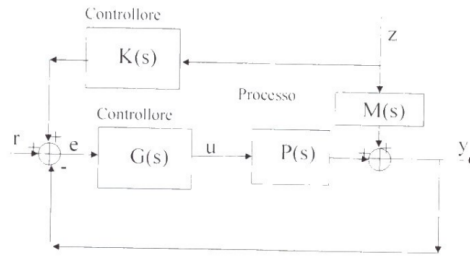 Controllore
z
K(s)
Controllore
Processo
M(s)
r
+
+
e
-
G(s)
u
P(s)
+
+
y